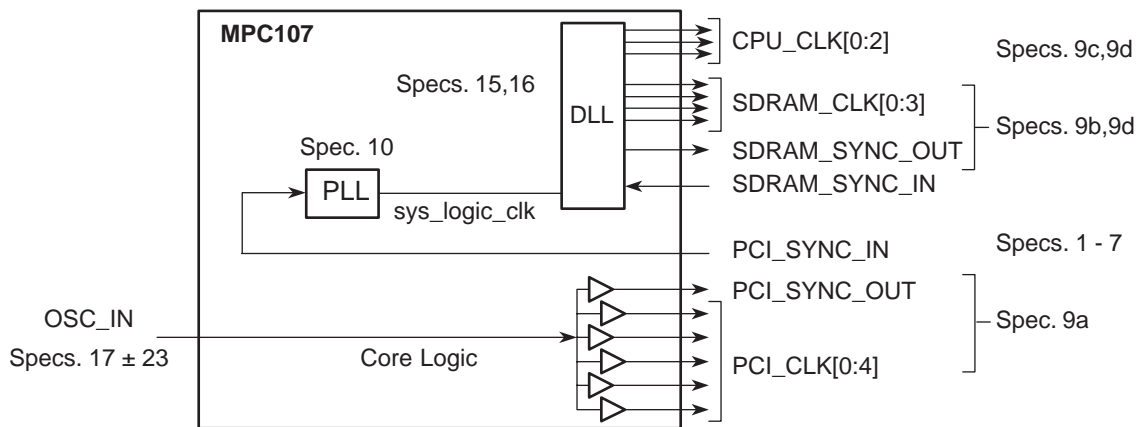 MPC107
CPU_CLK[0:2]
Specs. 9c,9d
Specs. 15,16
DLL
SDRAM_CLK[0:3]
Specs. 9b,9d
Spec. 10
SDRAM_SYNC_OUT
PLL
SDRAM_SYNC_IN
sys_logic_clk
PCI_SYNC_IN
Specs. 1 - 7
PCI_SYNC_OUT
OSC_IN
Spec. 9a
Specs. 17 ± 23
Core Logic
PCI_CLK[0:4]